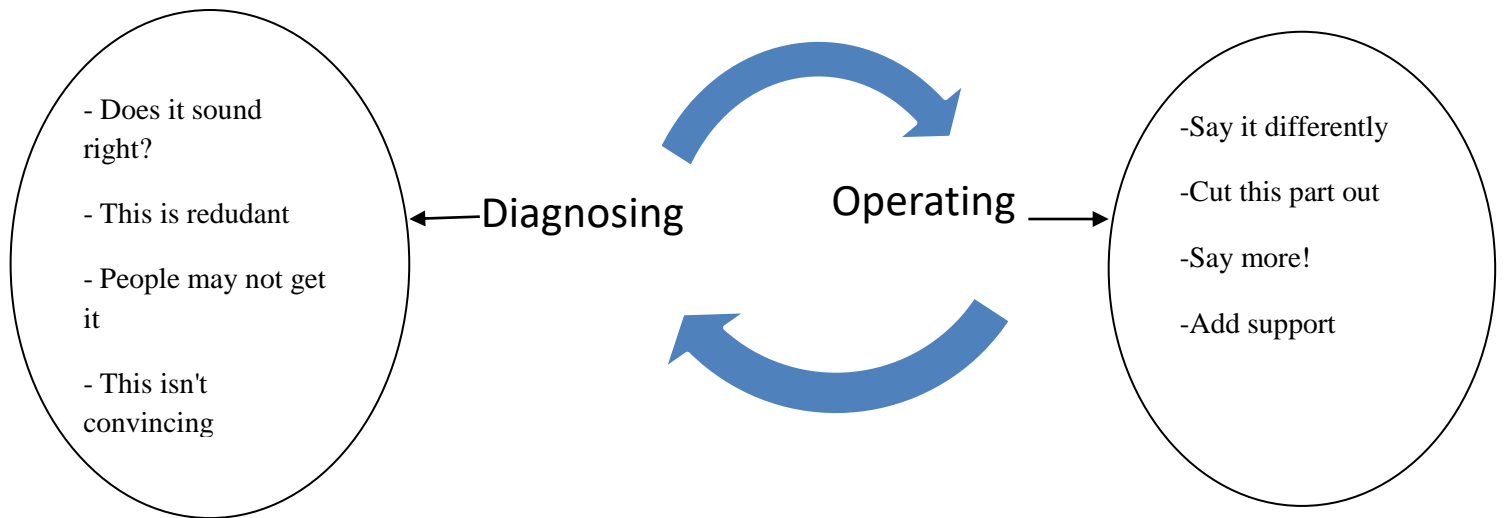 - Does it sound
right?
- This is redudant
- People may not get
it
- This isn't
convincing
Diagnosing
Operating
-Say it differently
-Cut this part out
-Say more!
-Add support